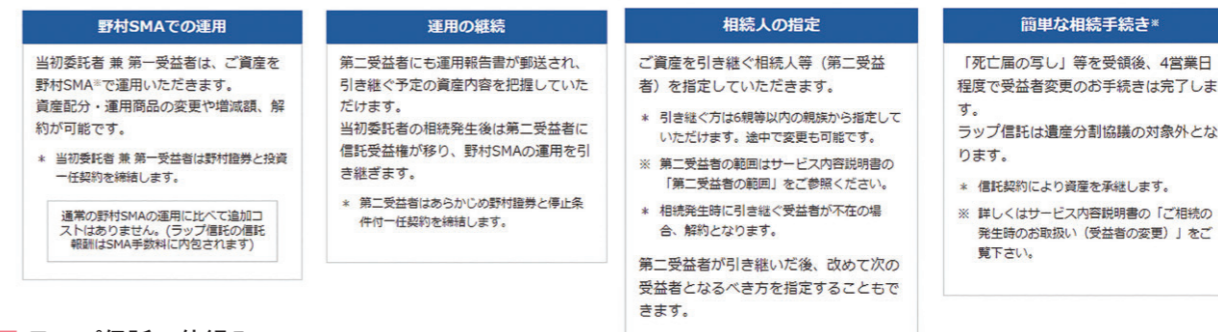 野村SMAでの運用
当初委託者 兼 第一受益者は、ご資産を
野村SMA※で運用いただきます。
資産配分・運用商品の変更や増減額、解
約が可能です。
* 当初委託者 兼 第一受益者は野村證券と投資
一任契約を締結します。
通常の野村SMAの運用に比べて追加コ
ストはありません。(ラップ信託の信託
報酬はSMA手数料に内包されます)
運用の継続
第二受益者にも運用報告書が郵送され、
引き継ぐ予定の資産内容を把握していた
だけます。
当初委託者の相続発生後は第二受益者に
信託受益権が移り、野村SMAの運用を引
き継ぎます。
* 第二受益者はあらかじめ野村證券と停止条
件付一任契約を締結します。
相続人の指定
ご資産を引き継ぐ相続人等（第二受益
者）を指定していただきます。
* 引き継ぐ方は6親等以内の親族から指定して
いただけます。途中で変更も可能です。
※ 第二受益者の範囲はサービス内容説明書の
「第二受益者の範囲」をご参照ください。
* 相続発生時に引き継ぐ受益者が不在の場
合、解約となります。
第二受益者が引き継いだ後、改めて次の
受益者となるべき方を指定することもで
きます。
簡単な相続手続き※
「死亡届の写し」等を受領後、4営業日
程度で受益者変更のお手続きは完了しま
す。
ラップ信託は遺産分割協議の対象外とな
ります。
* 信託契約により資産を承継します。
※ 詳しくはサービス内容説明書の「ご相続の
発生時のお取扱い（受益者の変更）」をご
覧下さい。